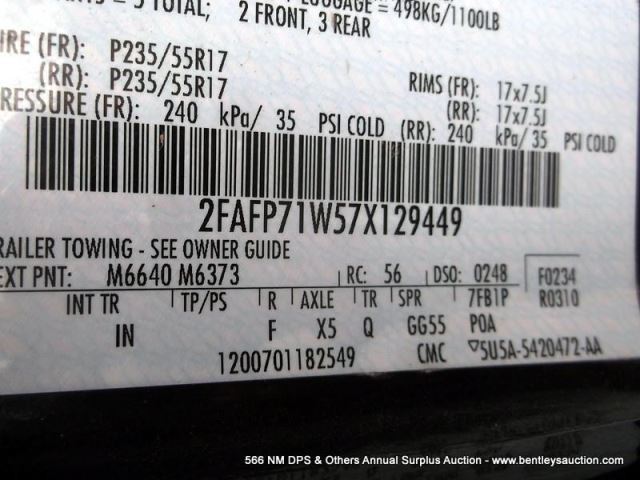 = 5 TOTAL; 2 FRONT, 3 REAR
LUGGAGE = 498KG/1100LB
(FR): P235/55R17 RIMS (FR): 17x7.5J
(RR): P235/55R17 (RR): 17x7.5J
PRESSURE (FR): 240 kPa/ 35 PSI COLD (RR): 240 kPa/ 35 PSI COLD
2FAFP71W57X129449
RAILER TOWING - SEE OWNER GUIDE
EXT PNT: M6640 M6373 RC: 56 DSO: 0248 F0234
INT TR TP/PS R AXLE TR SPR 7FB1P R0310
IN F X5 Q GG55 POA
1200701182549 CMC ▽5U5A-5420472-AA
566 NM DPS & Others Annual Surplus Auction - www.bentleysauction.com